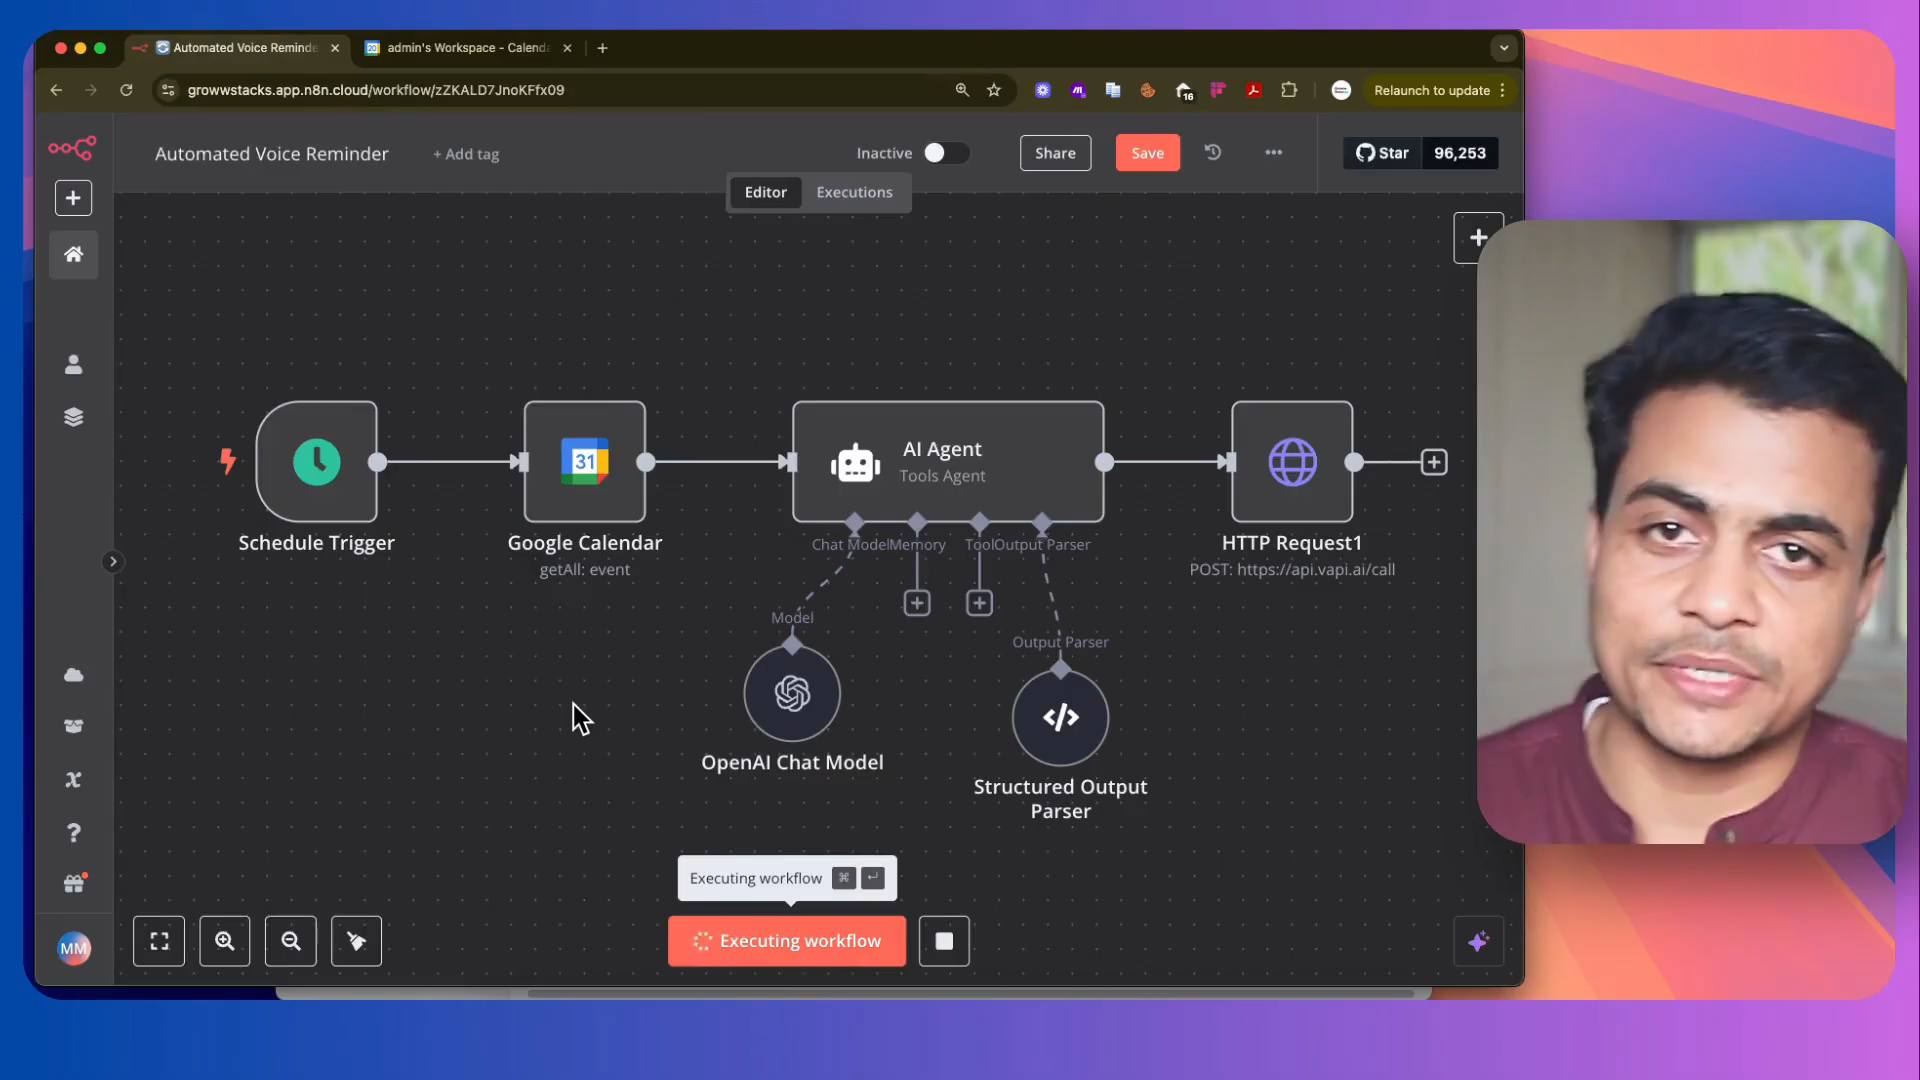 Automated Voice Reminde
admin's Workspace - Calenda
growwstacks.app.n8n.cloud/workflow/zZKALD7JnoKFfx09
16
Relaunch to update
Automated Voice Reminder
+ Add tag
Inactive
Share
Save
Star
96,253
Editor
Executions
31
AI Agent
Tools Agent
Schedule Trigger
Google Calendar
getAll: event
Chat Model
Memory
Tool
Output Parser
HTTP Request1
POST: https://api.vapi.ai/call
Model
Output Parser
OpenAI Chat Model
Structured Output
Parser
Executing workflow
Executing workflow
MM